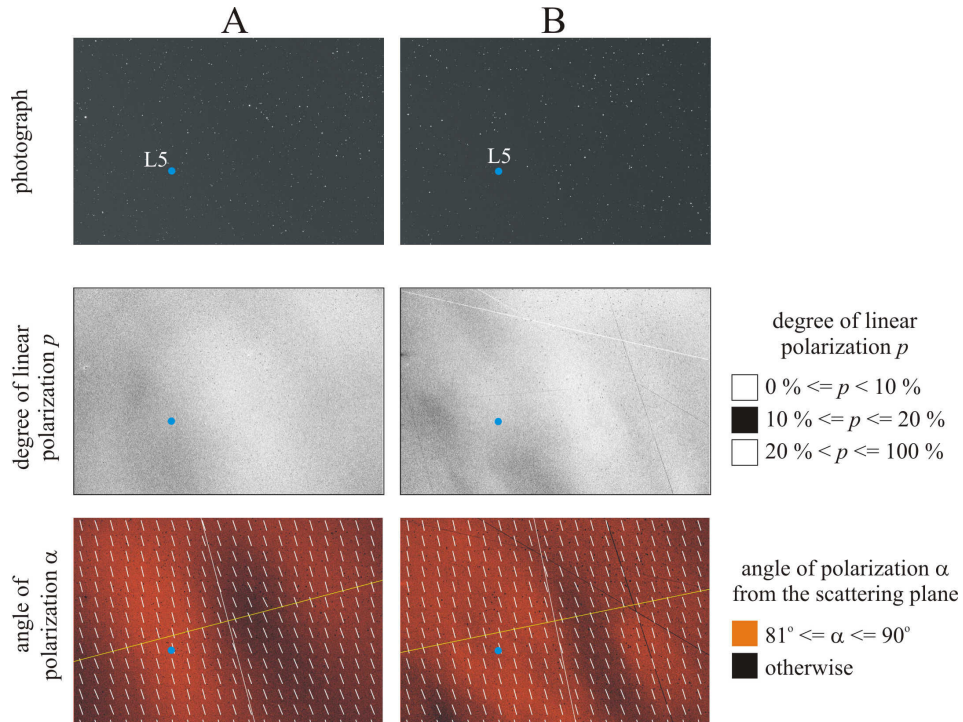 A
B
photograph
L5
L5
degree of linear
polarization p
degree of linear
polarization p
0 % <= p < 10 %
10 % <= p <= 20 %
20 % < p <= 100 %
angle of
polarization α
angle of polarization α
from the scattering plane
81° <= α <= 90°
otherwise